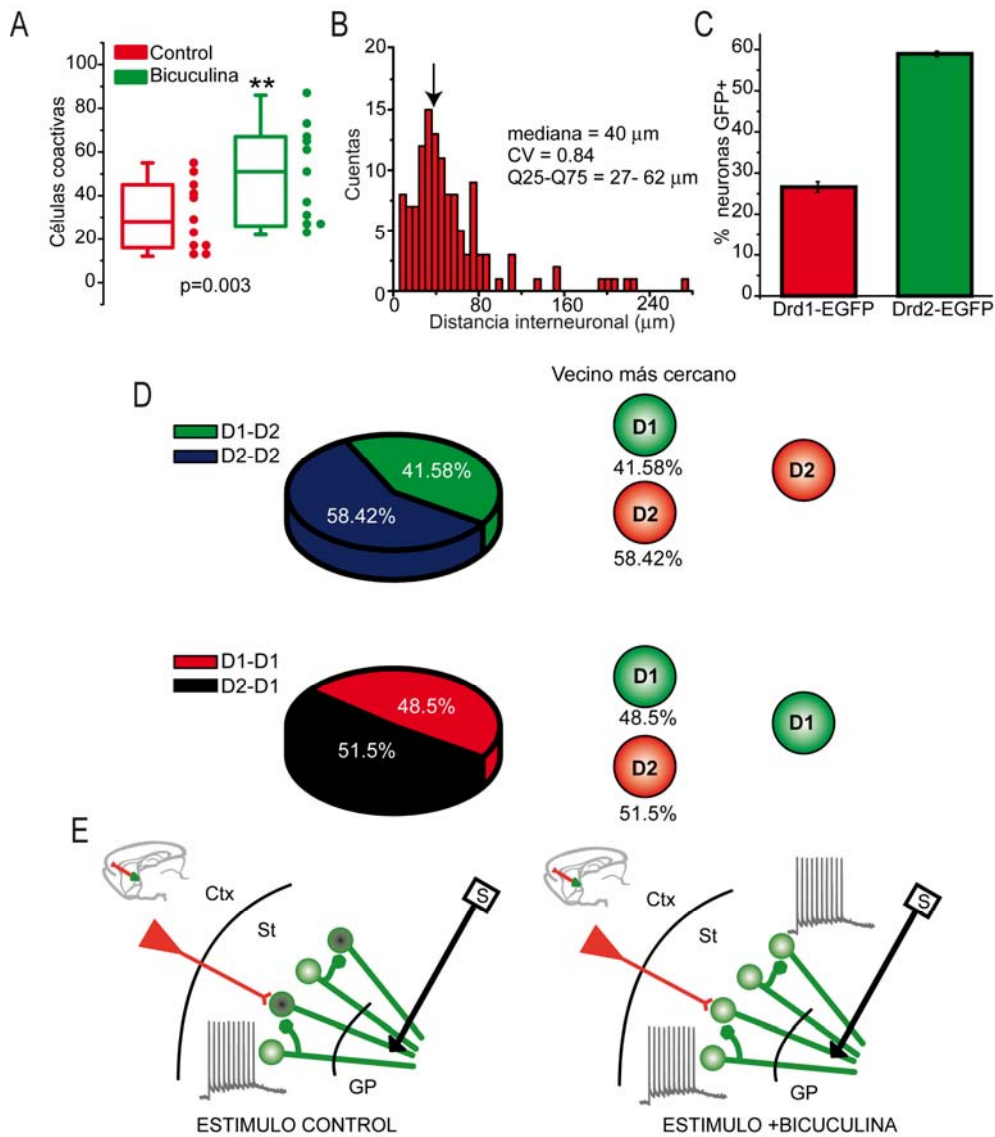 A
Control
Bicuculina
**
Células coactivas
100
80
60
40
20
0
p=0.003
B
20
15
10
5
0
Cuentas
mediana = 40 µm
CV = 0.84
Q25-Q75 = 27- 62 µm
0
80
160
240
Distancia interneuronal (µm)
C
% neuronas GFP+
60
50
40
30
20
10
0
Drd1-EGFP
Drd2-EGFP
D
D1-D2
D2-D2
41.58%
58.42%
Vecino más cercano
D1
41.58%
D2
58.42%
D2
D1-D1
D2-D1
48.5%
51.5%
D1
48.5%
D2
51.5%
D1
E
Ctx
St
S
GP
ESTIMULO CONTROL
Ctx
St
S
GP
ESTIMULO +BICUCULINA